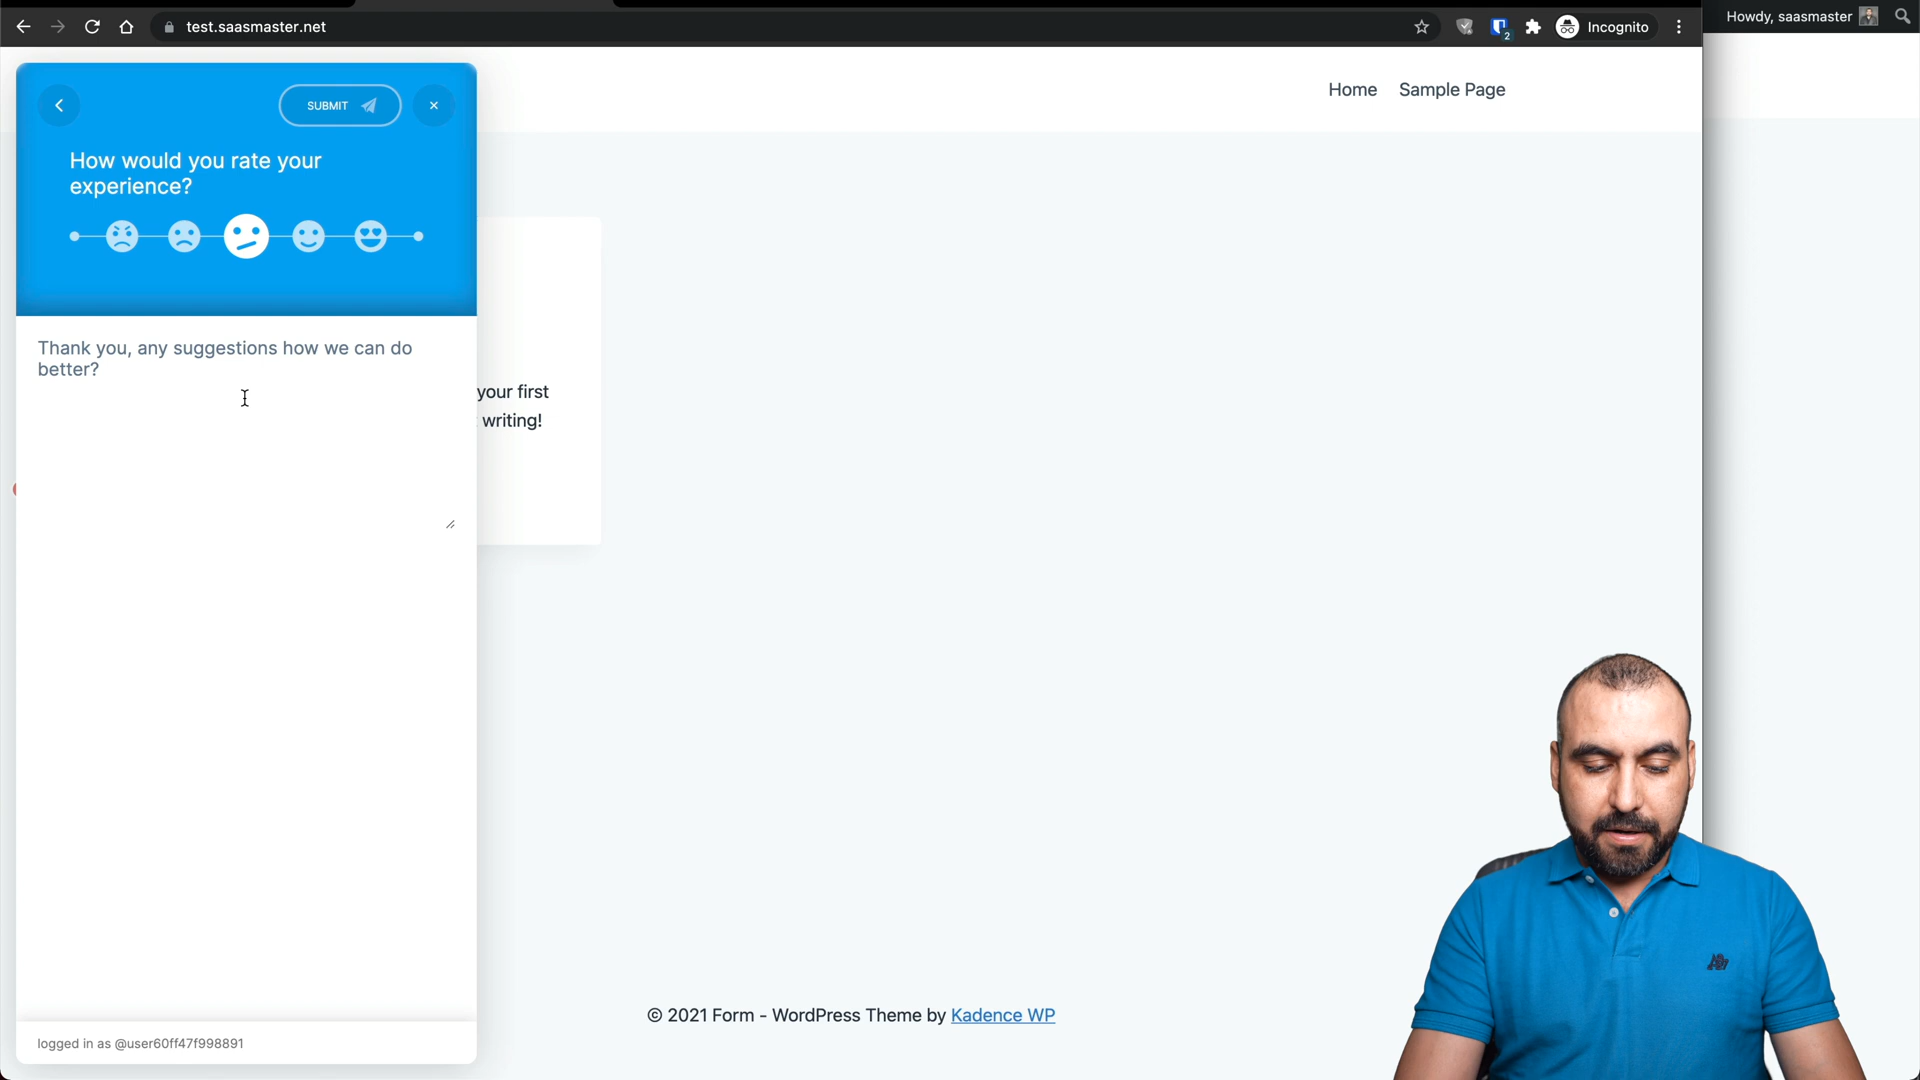 test.saasmaster.net
2
Incognito
Howdy, saasmaster
Home
Sample Page
SUBMIT
How would you rate your
experience?
Thank you, any suggestions how we can do
better?
your first
writing!
© 2021 Form - WordPress Theme by Kadence WP
logged in as @user60ff47f998891